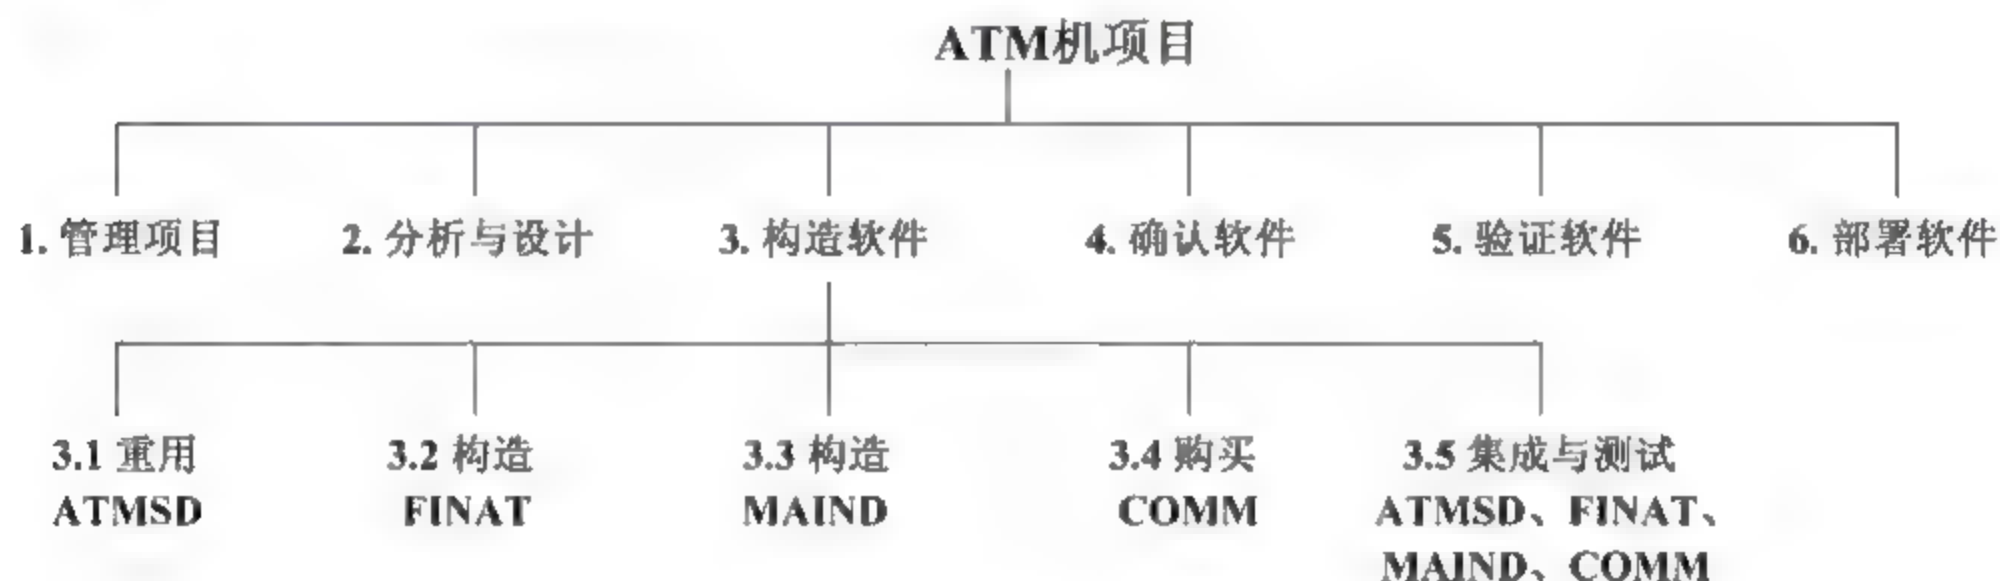 ATM机项目
1. 管理项目 2. 分析与设计 3. 构造软件 4. 确认软件 5. 验证软件 6. 部署软件
3.1 重用 3.2 构造 3.3 构造 3.4 购买 3.5 集成与测试
ATMSD FINAT MAIND COMM ATMSD、FINAT、
MAIND、COMM